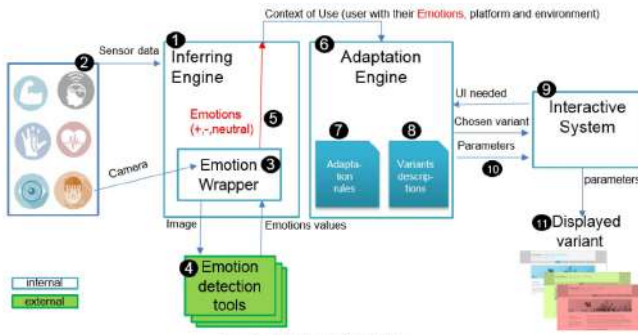 Context of Use (user with their Emotions, platform and environment)
1
2
Sensor data
Inferring
Engine
6
Adaptation
Engine
9
UI needed
Interactive
System
Chosen variant
Emotions
(+,-,neutral)
5
7
8
Parameters
10
Adapta-
tion
rules
Variants
descrip-
tions
Camera
Emotion
Wrapper
3
parameters
Image
Emotions values
11
Displayed
variant
4
Emotion
detection
tools
internal
external